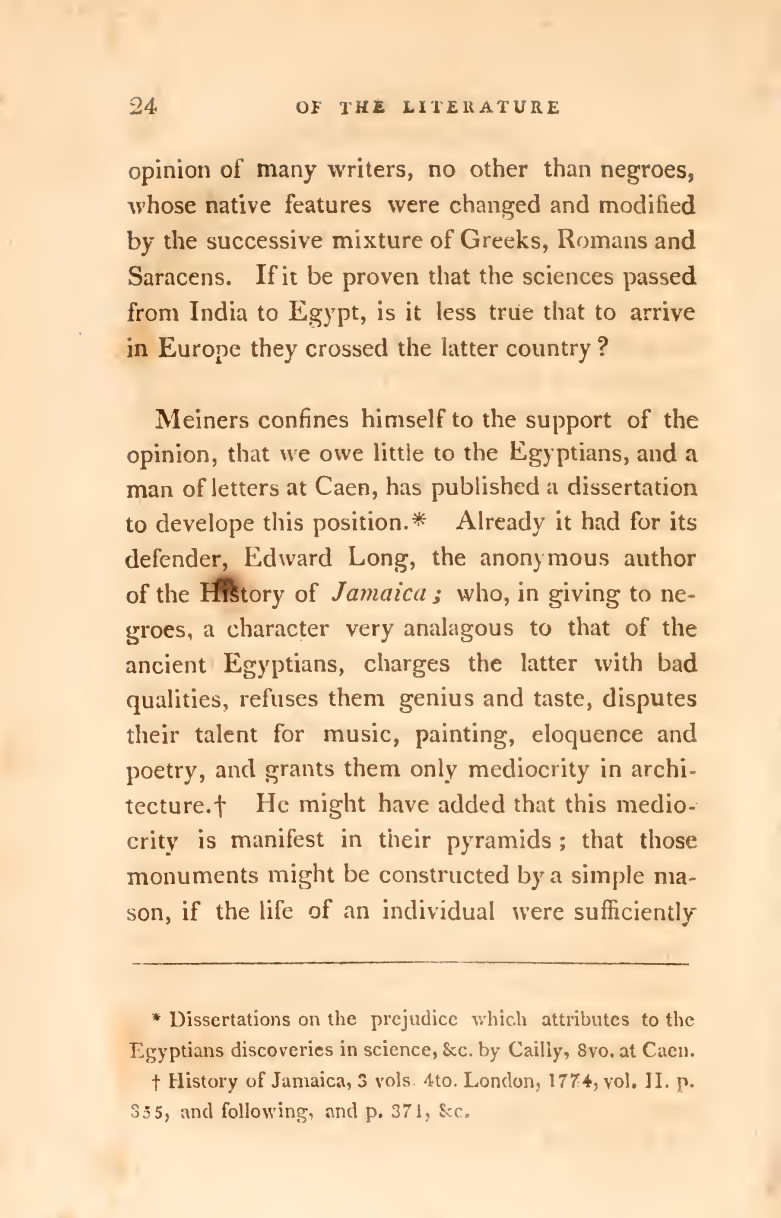 24 OF THE LITERATURE
opinion of many writers, no other than negroes,
whose native features were changed and modified
by the successive mixture of Greeks, Romans and
Saracens. If it be proven that the sciences passed
from India to Egypt, is it less true that to arrive
in Europe they crossed the latter country ?
Meiners confines himself to the support of the
opinion, that we owe little to the Egyptians, and a
man of letters at Caen, has published a dissertation
to develope this position.* Already it had for its
defender, Edward Long, the anonymous author
of the History of Jamaica ; who, in giving to ne-
groes, a character very analagous to that of the
ancient Egyptians, charges the latter with bad
qualities, refuses them genius and taste, disputes
their talent for music, painting, eloquence and
poetry, and grants them only mediocrity in archi-
tecture.† He might have added that this medio-
crity is manifest in their pyramids ; that those
monuments might be constructed by a simple ma-
son, if the life of an individual were sufficiently
* Dissertations on the prejudice which attributes to the
Egyptians discoveries in science, &c. by Cailly, 8vo. at Caen.
† History of Jamaica, 3 vols. 4to. London, 1774, vol. II. p.
355, and following, and p. 371, &c.